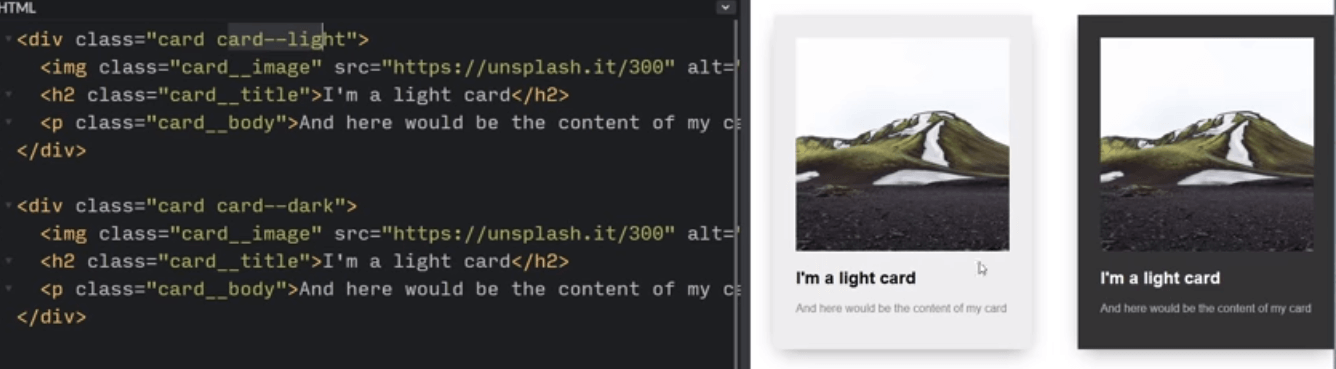 HTML
<div class="card card--light">
<img class="card__image" src="https://unsplash.it/300" alt="
<h2 class="card__title">I'm a light card</h2>
<p class="card__body">And here would be the content of my c
</div>
<div class="card card--dark">
<img class="card__image" src="https://unsplash.it/300" alt=
<h2 class="card__title">I'm a light card</h2>
<p class="card__body">And here would be the content of my c
</div>
I'm a light card
And here would be the content of my card
I'm a light card
And here would be the content of my card